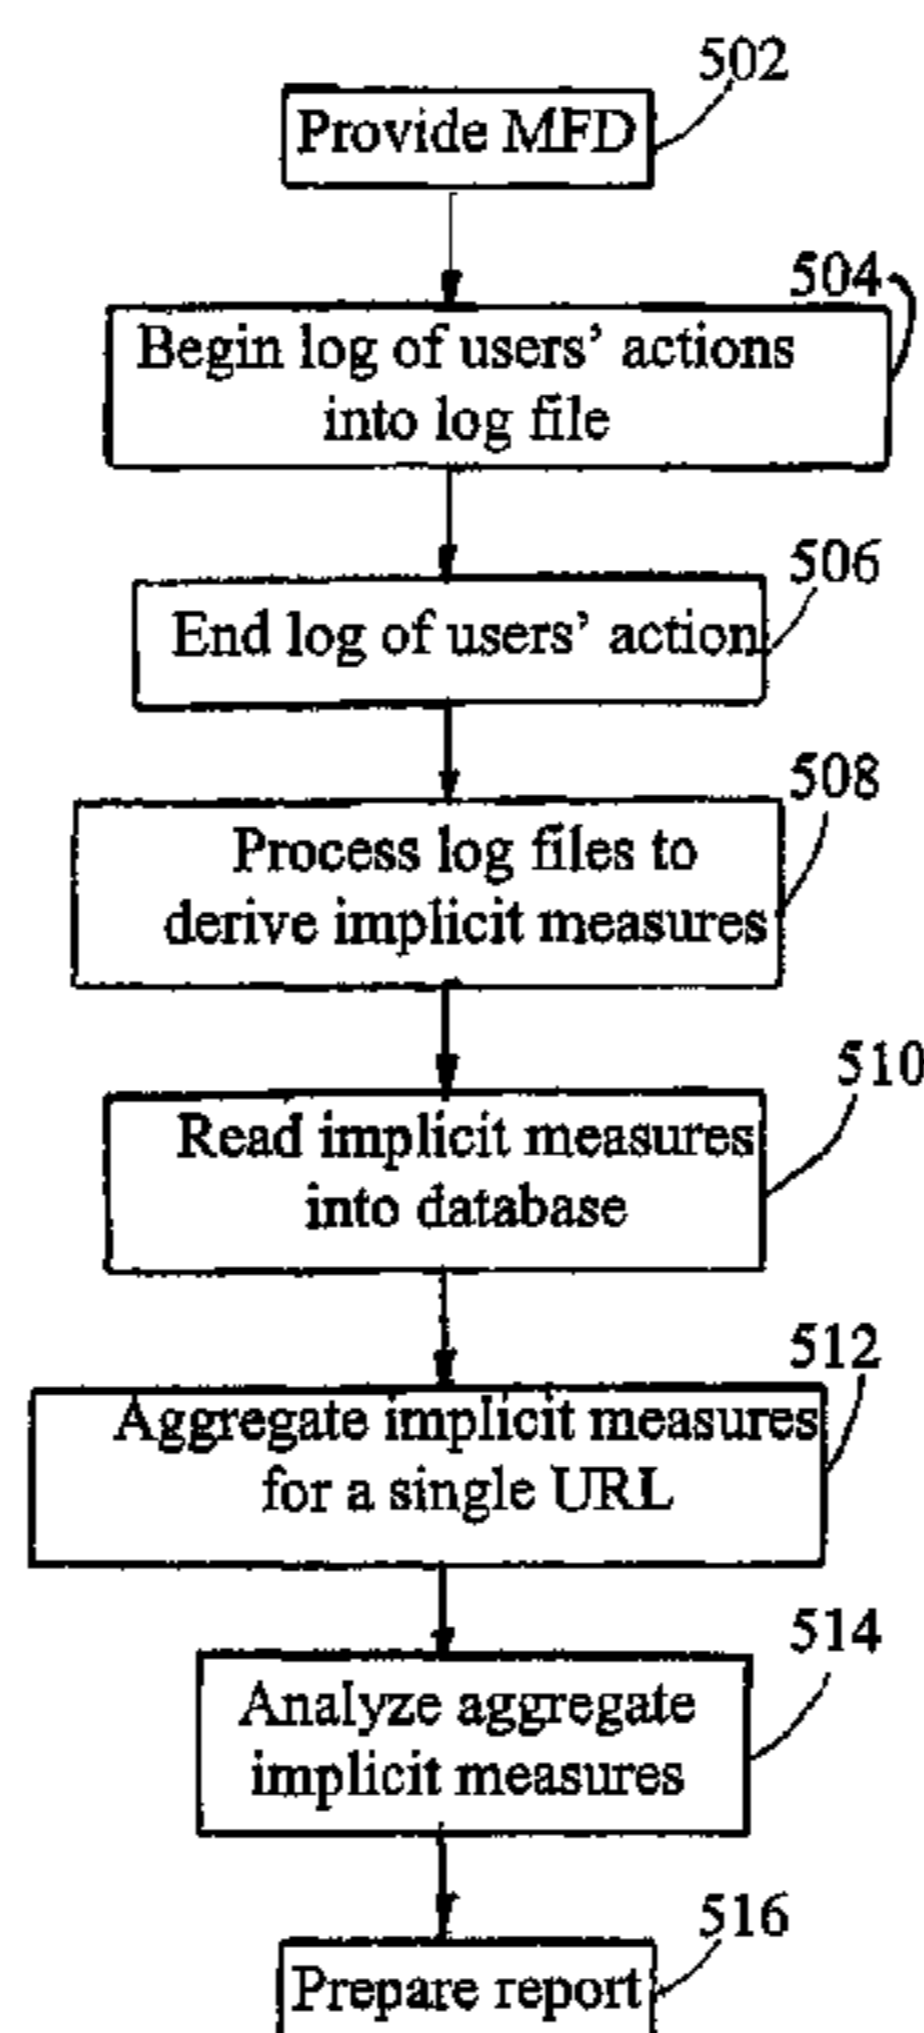 502
Provide MFD
504
Begin log of users' actions
into log file
506
End log of users' action
508
Process log files to
derive implicit measures
510
Read implicit measures
into database
512
Aggregate implicit measures
for a single URL
514
Analyze aggregate
implicit measures
516
Prepare report